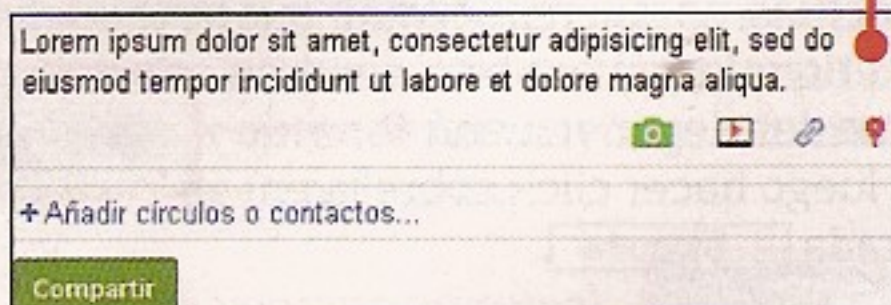 Lorem ipsum dolor sit amet, consectetur adipisicing elit, sed do
eiusmod tempor incididunt ut labore et dolore magna aliqua.
+ Añadir círculos o contactos...
Compartir